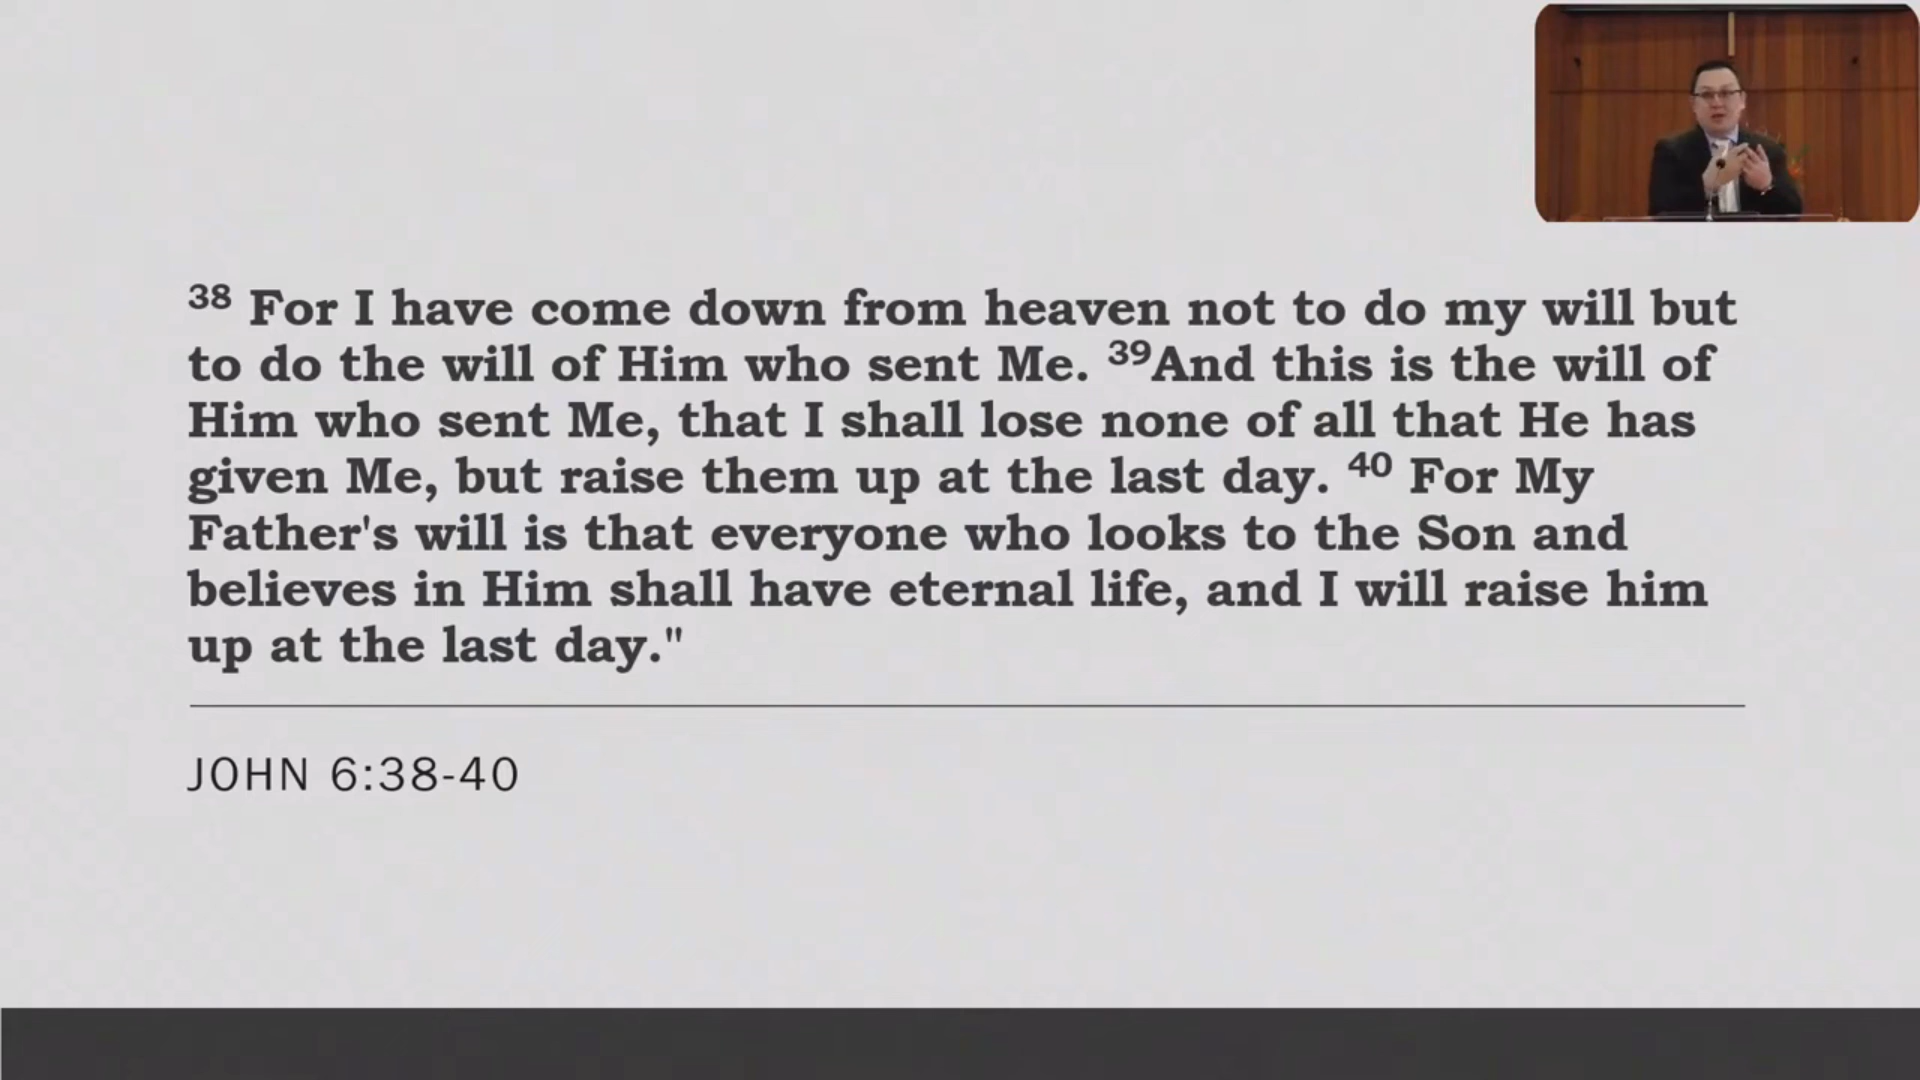 38 For I have come down from heaven not to do my will but
to do the will of Him who sent Me. 39And this is the will of
Him who sent Me, that I shall lose none of all that He has
given Me, but raise them up at the last day. 40 For My
Father's will is that everyone who looks to the Son and
believes in Him shall have eternal life, and I will raise him
up at the last day."
JOHN 6:38-40